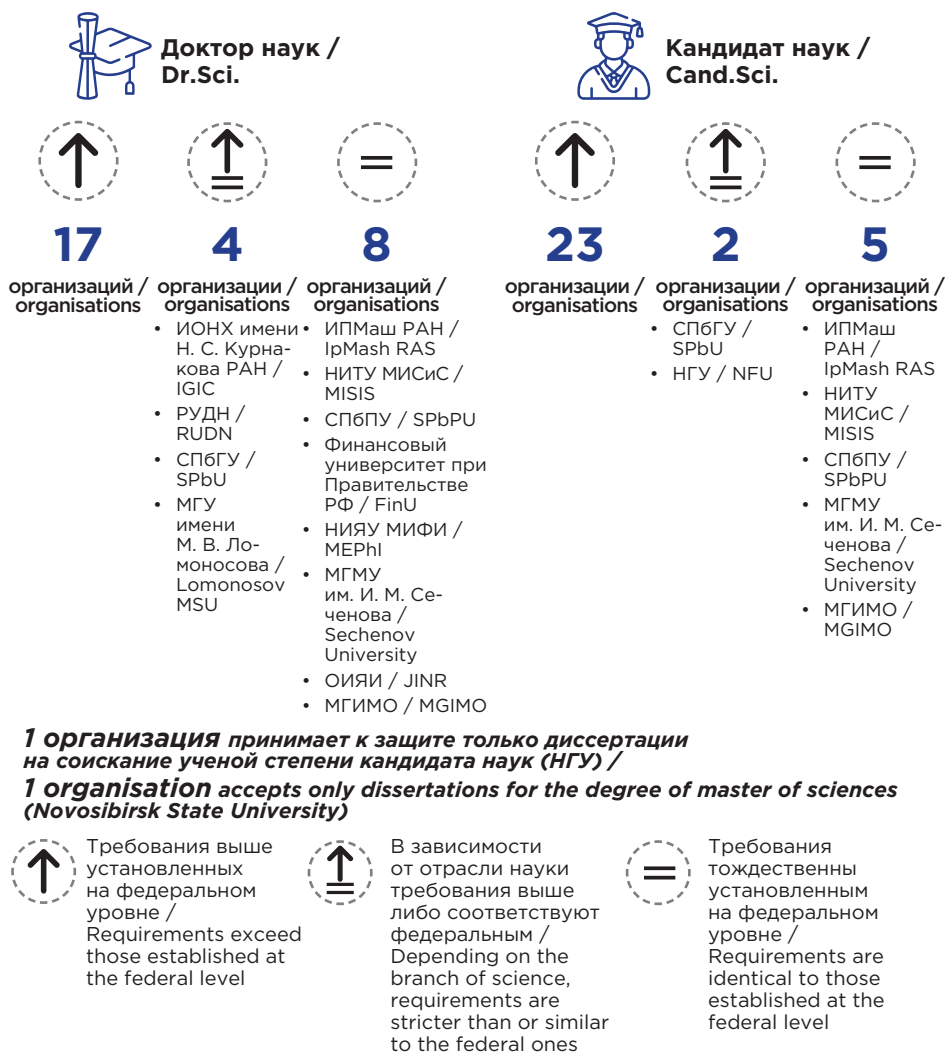 Доктор наук /
Dr.Sci.
Кандидат наук /
Cand.Sci.
17
организаций /
organisations
4
организации /
organisations
• ИОНХ имени
Н. С. Курна-
кова РАН /
IGIC
• РУДН /
RUDN
• СПбГУ /
SPbU
• МГУ
имени
М. В. Ло-
моносова /
Lomonosov
MSU
8
организаций /
organisations
• ИПМаш РАН /
IpMash RAS
• НИТУ МИСиС /
MISIS
• СПбПУ / SPbPU
• Финансовый
университет при
Правительстве
РФ / FinU
• НИЯУ МИФИ /
MEPhI
• МГМУ
им. И. М. Се-
ченова /
Sechenov
University
• ОИЯИ / JINR
• МГИМО / MGIMO
23
организаций /
organisations
2
организации /
organisations
• СПбГУ /
SPbU
• НГУ / NFU
5
организаций /
organisations
• ИПМаш
РАН /
IpMash RAS
• НИТУ
МИСиС /
MISIS
• СПбПУ /
SPbPU
• МГМУ
им. И. М. Се-
ченова /
Sechenov
University
• МГИМО /
MGIMO
1 организация принимает к защите только диссертации
на соискание ученой степени кандидата наук (НГУ) /
1 organisation accepts only dissertations for the degree of master of sciences
(Novosibirsk State University)
Требования выше
установленных
на федеральном
уровне /
Requirements exceed
those established at
the federal level
В зависимости
от отрасли науки
требования выше
либо соответствуют
федеральным /
Depending on the
branch of science,
requirements are
stricter than or similar
to the federal ones
Требования
тождественны
установленным
на федеральном
уровне /
Requirements are
identical to those
established at the
federal level